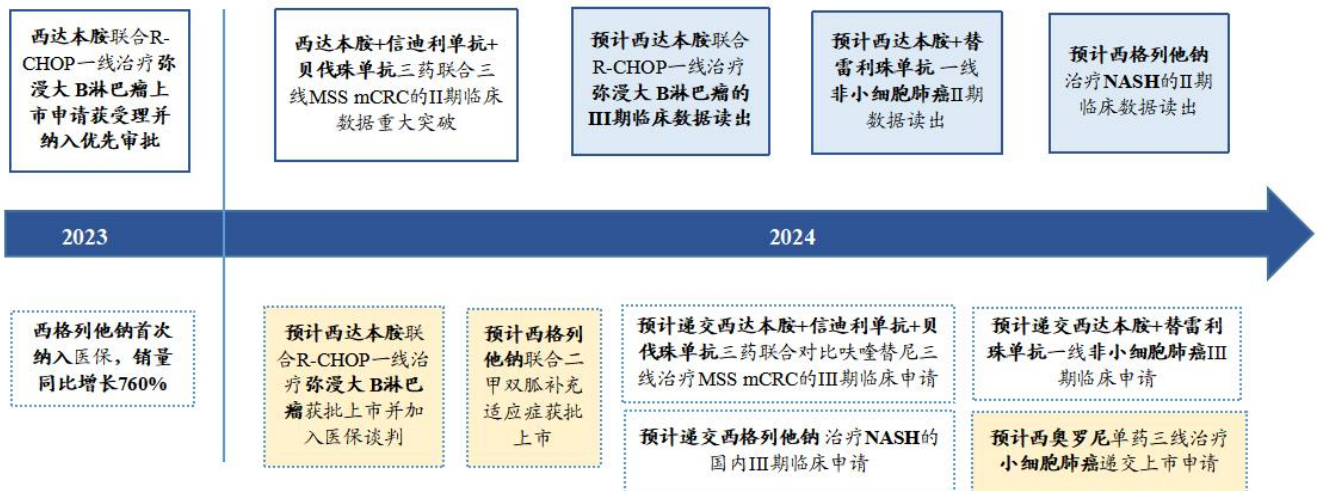 西达本胺联合R-
CHOP一线治疗弥
浸大 B淋巴瘤上
市申请获受理并
纳入优先审批
西达本胺+信迪利单抗+
贝伐珠单抗三药联合三
线MSS mCRC的II期临床
数据重大突破
预计西达本胺联合
R-CHOP一线治疗
弥浸大 B淋巴瘤的
III期临床数据读出
预计西达本胺+替
雷利珠单抗 一线
非小细胞肺癌II期
数据读出
预计西格列他钠
治疗NASH的II期
临床数据读出
2023
2024
西格列他钠首次
纳入医保，销量
同比增长760%
预计西达本胺联
合R-CHOP一线治
疗弥浸大 B淋巴
瘤获批上市并加
入医保谈判
预计西格列
他钠联合二
甲双胍补充
适应症获批
上市
预计递交西达本胺+信迪利单抗+贝
伐珠单抗三药联合对比呋喹替尼三
线治疗MSS mCRC的III期临床申请
预计递交西达本胺+替雷利
珠单抗一线非小细胞肺癌III
期临床申请
预计递交西格列他钠 治疗NASH的
国内III期临床申请
预计西奥罗尼单药三线治疗
小细胞肺癌递交上市申请